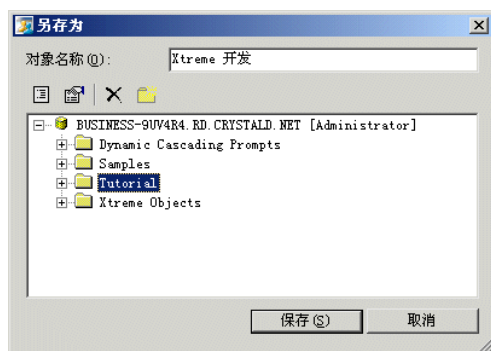 另存为
对象名称(O): Xtreme 开发
BUSINESS-9UV4R4.RD.CRYSTALD.NET [Administrator]
Dynamic Cascading Prompts
Samples
Tutorial
Xtreme Objects
保存(S) 取消